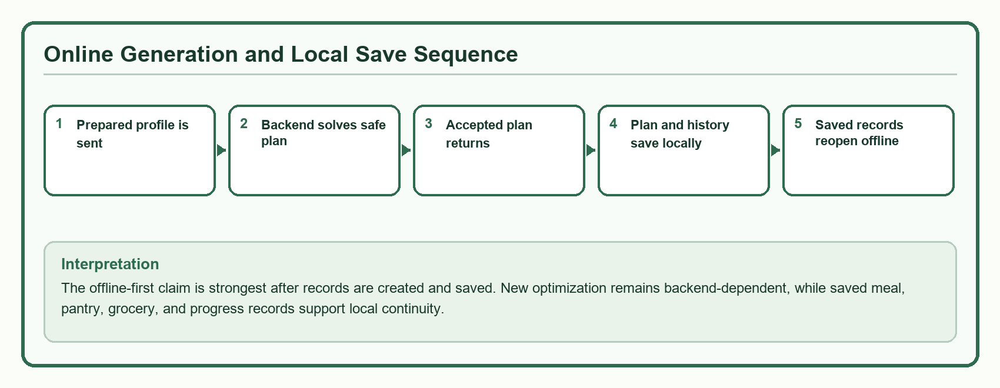 Online Generation and Local Save Sequence
1 Prepared profile is
sent
2 Backend solves safe
plan
3 Accepted plan
returns
4 Plan and history
save locally
5 Saved records
reopen offline
Interpretation
The offline-first claim is strongest after records are created and saved. New optimization remains backend-dependent, while saved meal,
pantry, grocery, and progress records support local continuity.